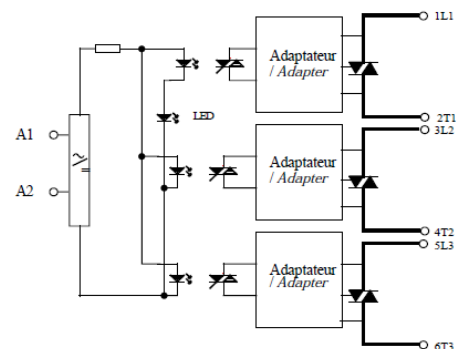 1L1
Adaptateur
/ Adapter
2T1
LED
3L2
A1
Adaptateur
/ Adapter
A2
4T2
5L3
Adaptateur
/ Adapter
6T3